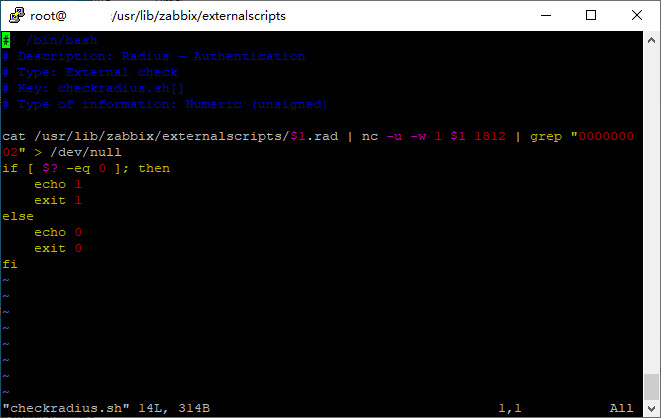 root@ :/usr/lib/zabbix/externalscripts
# /bin/bash
# Description: Radius - Authentication
# Type: External check
# Key: checkradius.sh[]
# Type of information: Numeric (unsigned)
cat /usr/lib/zabbix/externalscripts/$1.rad | nc -u -w 1 $1 1812 | grep "0000000
02" > /dev/null
if [ $? -eq 0 ]; then
    echo 1
    exit 1
else
    echo 0
    exit 0
fi
~
~
~
~
~
~
~
~
"checkradius.sh" 14L, 314B 1,1 All